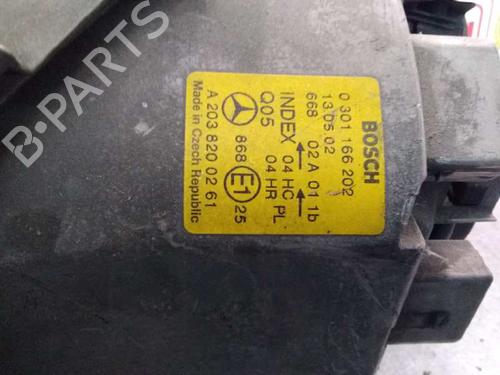 BOSCH
0 301 166 202
13.05.02
668 02 A 01 1b
INDEX 04 HC PL
Q05 04 HR
868 E1 25
A 203 820 02 61
Made in Czech Republic
B-PARTS